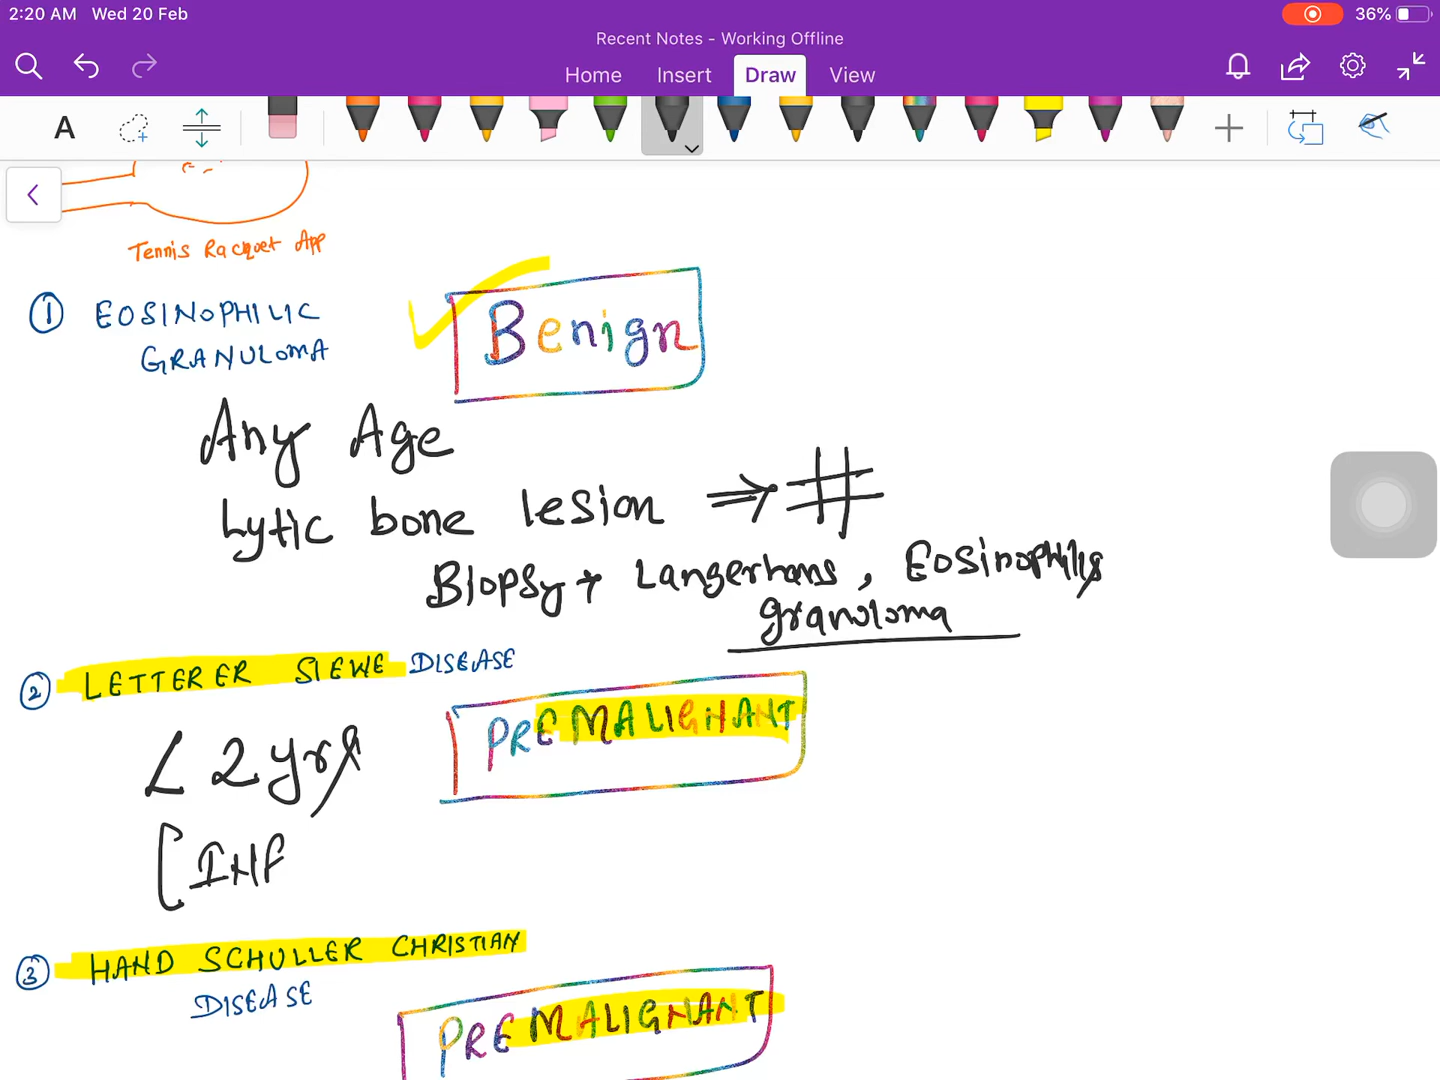 2:20 AM Wed 20 Feb
36%
Recent Notes - Working Offline
Home Insert Draw View
A
Tennis Racquet App
① EOSINOPHILIC
GRANULOMA
Benign
Any Age
Lytic bone lesion ⇒ #
Biopsy → Langerhans, Eosinophilis
granuloma
② LETTERER SIEWE DISEASE
PREMALIGNANT
< 2 yrs
[INF
③ HAND SCHULLER CHRISTIAN
DISEASE
PREMALIGNANT